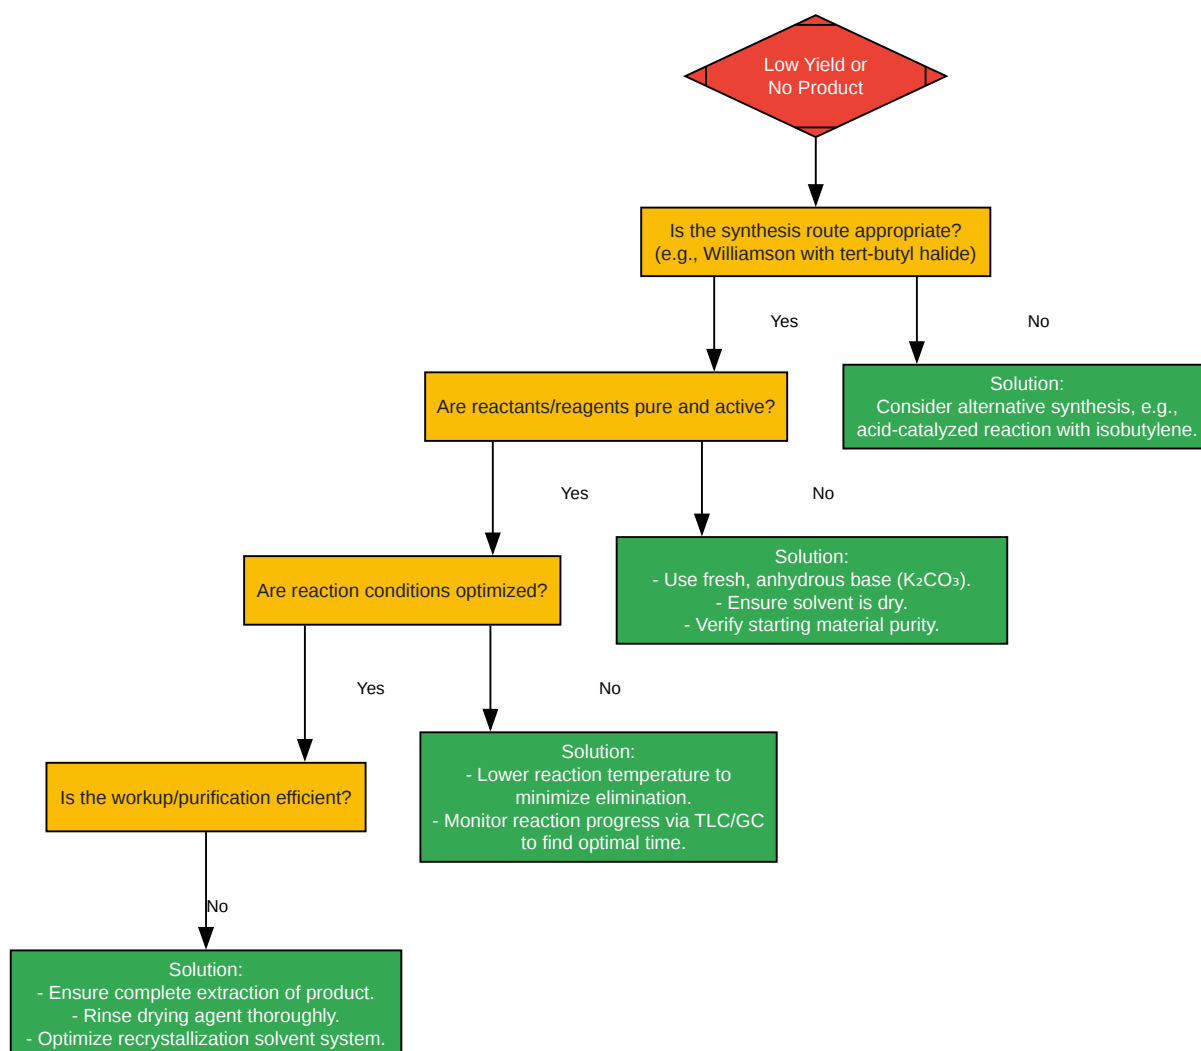 Low Yield or
No Product
Is the synthesis route appropriate?
(e.g., Williamson with tert-butyl halide)
Yes
No
Are reactants/reagents pure and active?
Solution:
Consider alternative synthesis, e.g.,
acid-catalyzed reaction with isobutylene.
Yes
No
Are reaction conditions optimized?
Solution:
- Use fresh, anhydrous base (K₂CO₃).
- Ensure solvent is dry.
- Verify starting material purity.
Yes
No
Is the workup/purification efficient?
Solution:
- Lower reaction temperature to
minimize elimination.
- Monitor reaction progress via TLC/GC
to find optimal time.
No
Solution:
- Ensure complete extraction of product.
- Rinse drying agent thoroughly.
- Optimize recrystallization solvent system.